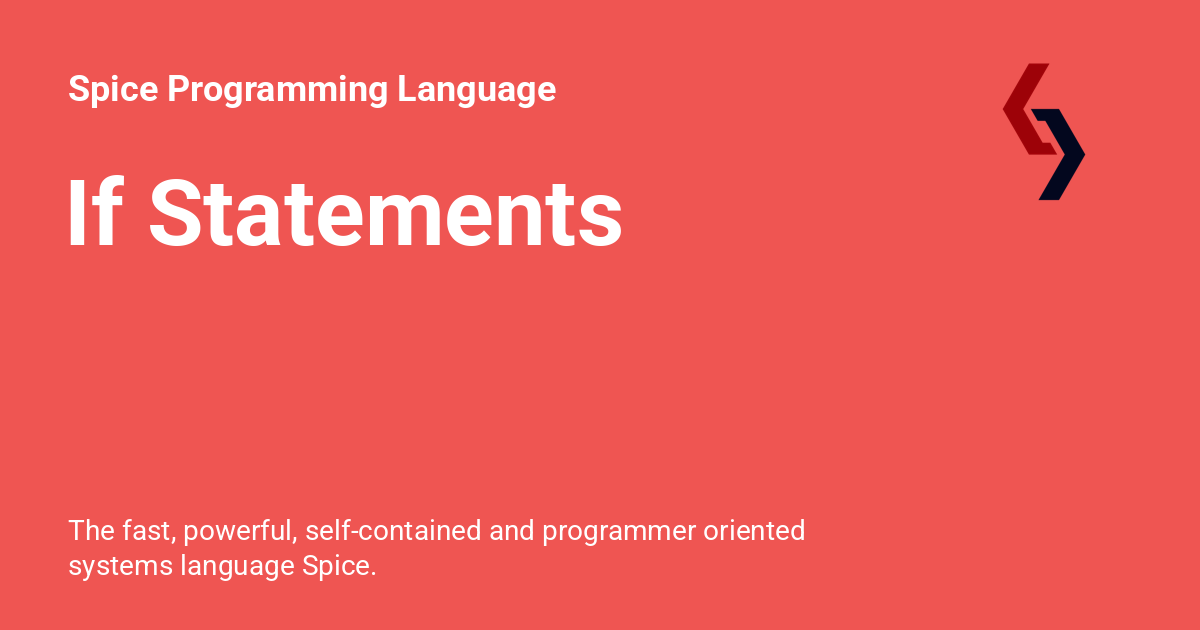 Spice Programming Language
If Statements
The fast, powerful, self-contained and programmer oriented
systems language Spice.